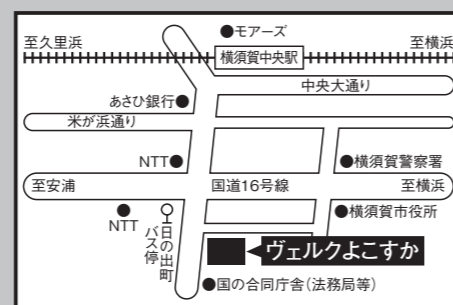 ●モアーズ
至久里浜
至横浜
横須賀中央駅
中央大通り
あさひ銀行●
米が浜通り
NTT●
●横須賀警察署
至安浦
国道16号線
至横浜
●
NTT
日の出町
バス停
●横須賀市役所
◀ヴェルクよこすか
●国の合同庁舎(法務局等)